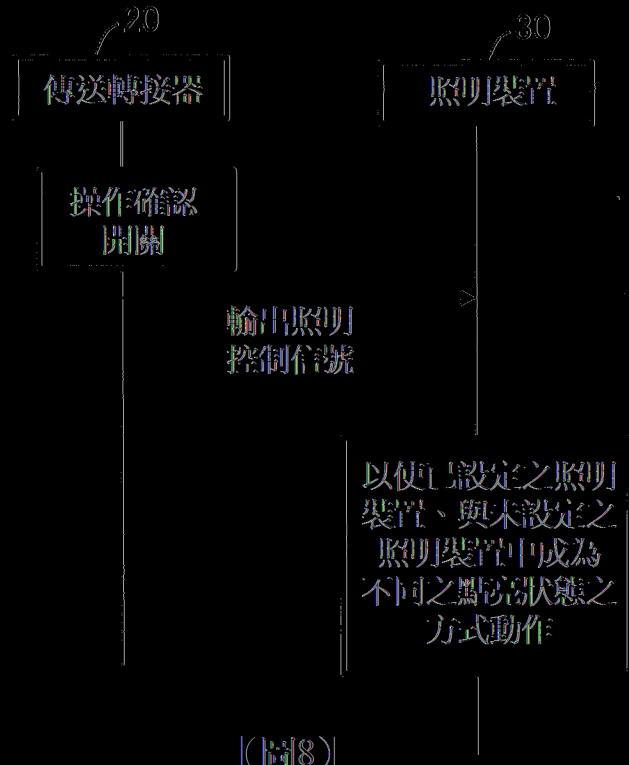 20
30
傳送轉接器
照明裝置
操作確認
開關
輸出照明
控制信號
以使已設定之照明
裝置、與未設定之
照明裝置中成為
不同之點亮狀態之
方式動作
(圖8)